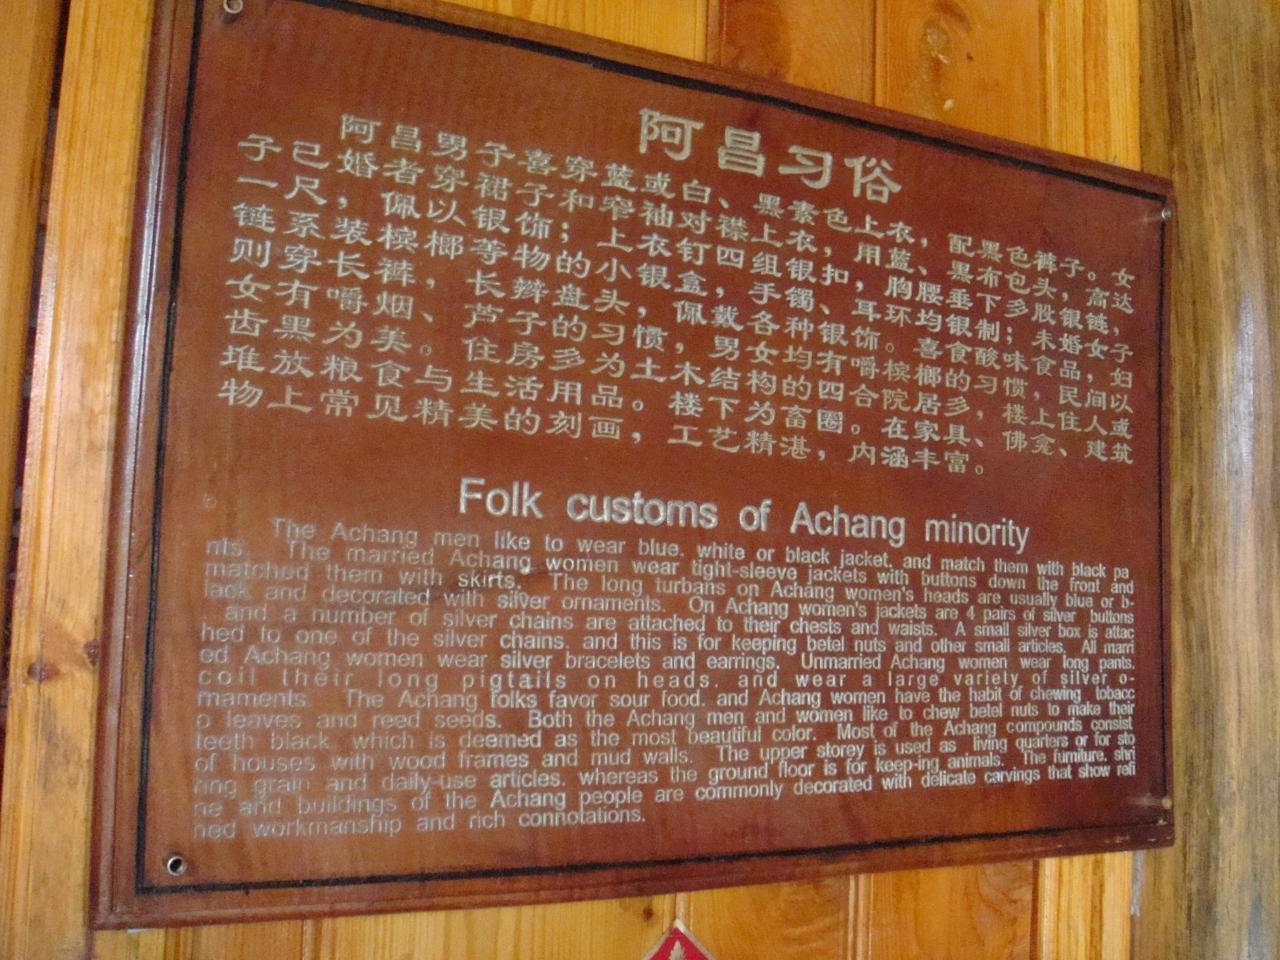 阿昌习俗
阿昌男子喜穿蓝或白、黑素色上衣,配黑色裤子。女
子已婚者穿裙子和窄袖对襟上衣,用蓝、黑布包头,高达
一尺,佩以银饰;上衣钉四组银扣,胸腰垂下多股银链,
链系装槟榔等物的小银盒,手镯、耳环均银制;未婚女子
则穿长裤,长辫盘头,佩戴各种银饰。喜食酸味食品,妇
女有嚼烟、芦子的习惯,男女均有嚼槟榔的习惯,民间以
齿黑为美。住房多为土木结构的四合院居多,楼上住人或
堆放粮食与生活用品。楼下为畜圈。在家具、佛龛、建筑
物上常见精美的刻画,工艺精湛,内涵丰富。
Folk customs of Achang minority
The Achang men like to wear blue, white or black jacket, and match them with black pa
nts. The married Achang women wear tight-sleeve jackets with buttons down the front and
matched them with skirts. The long turbans on Achang women's heads are usually blue or b-
lack and decorated with silver ornaments. On Achang women's jackets are 4 pairs of silver buttons
and a number of silver chains are attached to their chests and waists. A small silver box is attac
hed to one of the silver chains, and this is for keeping betel nuts and other small articles. All marri
ed Achang women wear silver bracelets and earrings. Unmarried Achang women wear long pants,
coil their long pigtails on heads, and wear a large variety of silver o-
rnaments. The Achang folks favor sour food, and Achang women have the habit of chewing tobacc
o leaves and reed seeds. Both the Achang men and women like to chew betel nuts to make their
teeth black, which is deemed as the most beautiful color. Most of the Achang compounds consist
of houses with wood frames and mud walls. The upper storey is used as living quarters or for sto
ring grain and daily-use articles, whereas the ground floor is for keep-ing animals. The furniture, shri
ne and buildings of the Achang people are commonly decorated with delicate carvings that show refi
ned workmanship and rich connotations.